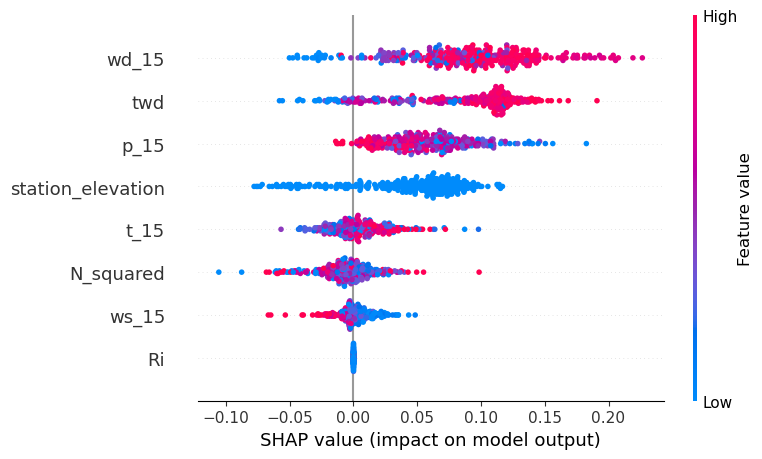 High
wd_15
twd
p_15
station_elevation
t_15
N_squared
ws_15
Ri
Feature value
Low
−0.10 −0.05 0.00 0.05 0.10 0.15 0.20
SHAP value (impact on model output)